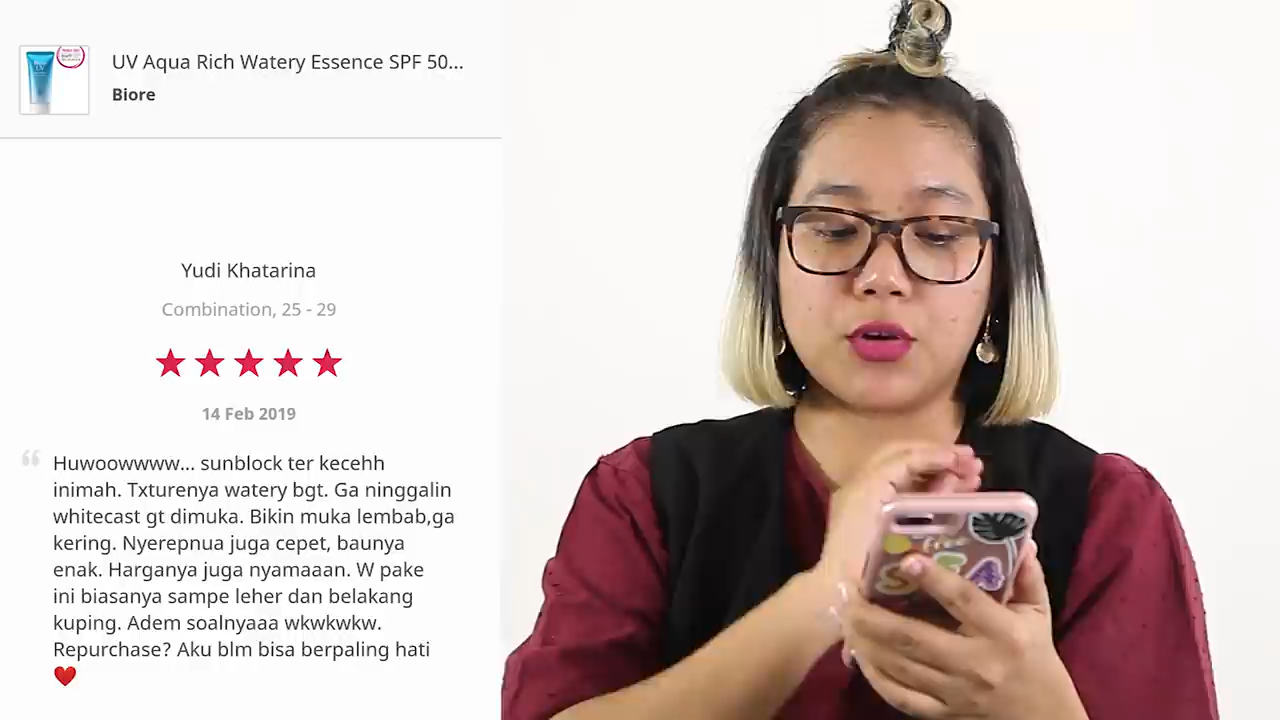 UV Aqua Rich Watery Essence SPF 50...
Biore
Yudi Khatarina
Combination, 25 - 29
14 Feb 2019
Huwoowwww... sunblock ter kecehh
inimah. Txturenya watery bgt. Ga ninggalin
whitecast gt dimuka. Bikin muka lembab,ga
kering. Nyerepnua juga cepet, baunya
enak. Harganya juga nyamaaan. W pake
ini biasanya sampe leher dan belakang
kuping. Adem soalnyaaa wkwkwkw.
Repurchase? Aku blm bisa berpaling hati
❤️